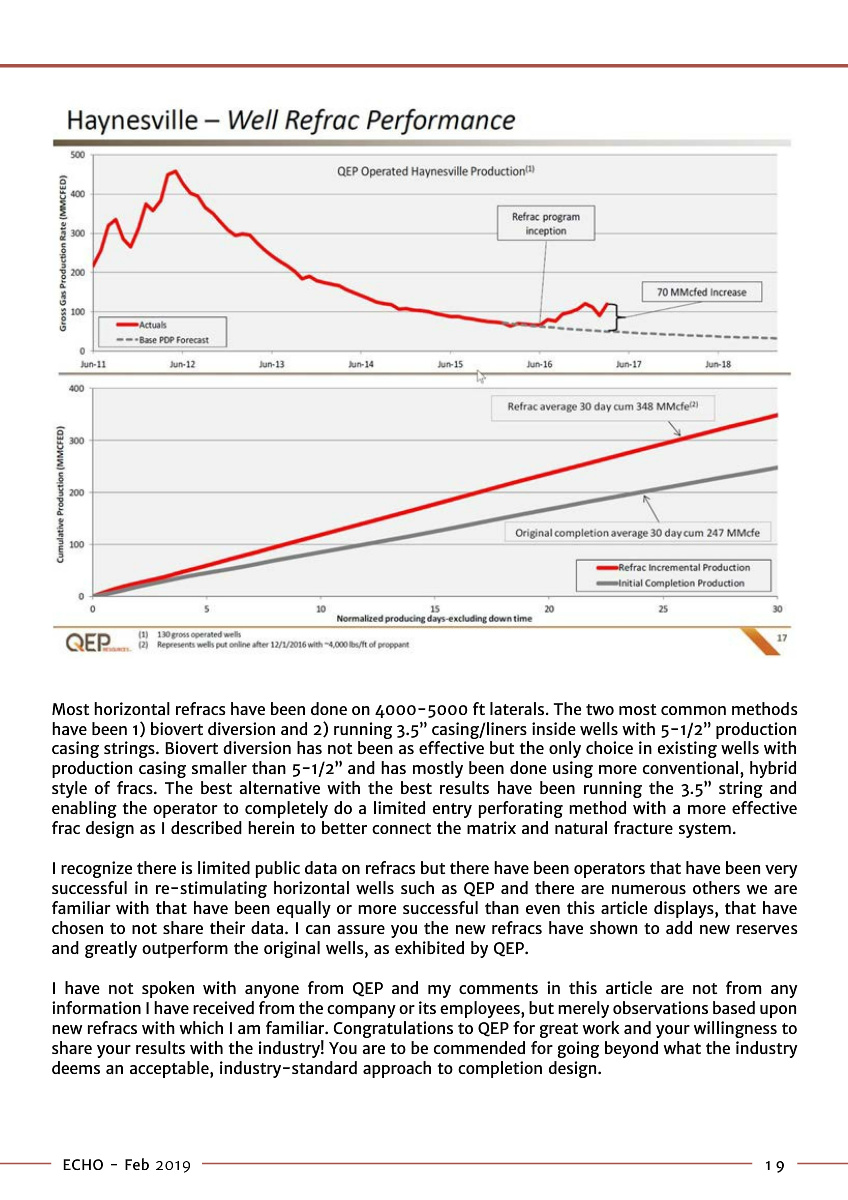 Haynesville – Well Refrac Performance
QEP Operated Haynesville Production(1)
Gross Gas Production Rate (MMCFED)
500
400
300
200
100
0
Refrac program
inception
70 MMcfed Increase
Actuals
Base PDP Forecast
Jun-11 Jun-12 Jun-13 Jun-14 Jun-15 Jun-16 Jun-17 Jun-18
Cumulative Production (MMCFED)
400
300
200
100
0
Refrac average 30 day cum 348 MMcfe(2)
Original completion average 30 day cum 247 MMcfe
Refrac Incremental Production
Initial Completion Production
0 5 10 15 20 25 30
Normalized producing days-excluding down time
QEP RESOURCES
(1) 130 gross operated wells
(2) Represents wells put online after 12/1/2016 with ~4,000 lbs/ft of proppant
17
Most horizontal refracs have been done on 4000-5000 ft laterals. The two most common methods
have been 1) biovert diversion and 2) running 3.5” casing/liners inside wells with 5-1/2” production
casing strings. Biovert diversion has not been as effective but the only choice in existing wells with
production casing smaller than 5-1/2” and has mostly been done using more conventional, hybrid
style of fracs. The best alternative with the best results have been running the 3.5” string and
enabling the operator to completely do a limited entry perforating method with a more effective
frac design as I described herein to better connect the matrix and natural fracture system.
I recognize there is limited public data on refracs but there have been operators that have been very
successful in re-stimulating horizontal wells such as QEP and there are numerous others we are
familiar with that have been equally or more successful than even this article displays, that have
chosen to not share their data. I can assure you the new refracs have shown to add new reserves
and greatly outperform the original wells, as exhibited by QEP.
I have not spoken with anyone from QEP and my comments in this article are not from any
information I have received from the company or its employees, but merely observations based upon
new refracs with which I am familiar. Congratulations to QEP for great work and your willingness to
share your results with the industry! You are to be commended for going beyond what the industry
deems an acceptable, industry-standard approach to completion design.
ECHO - Feb 2019
19